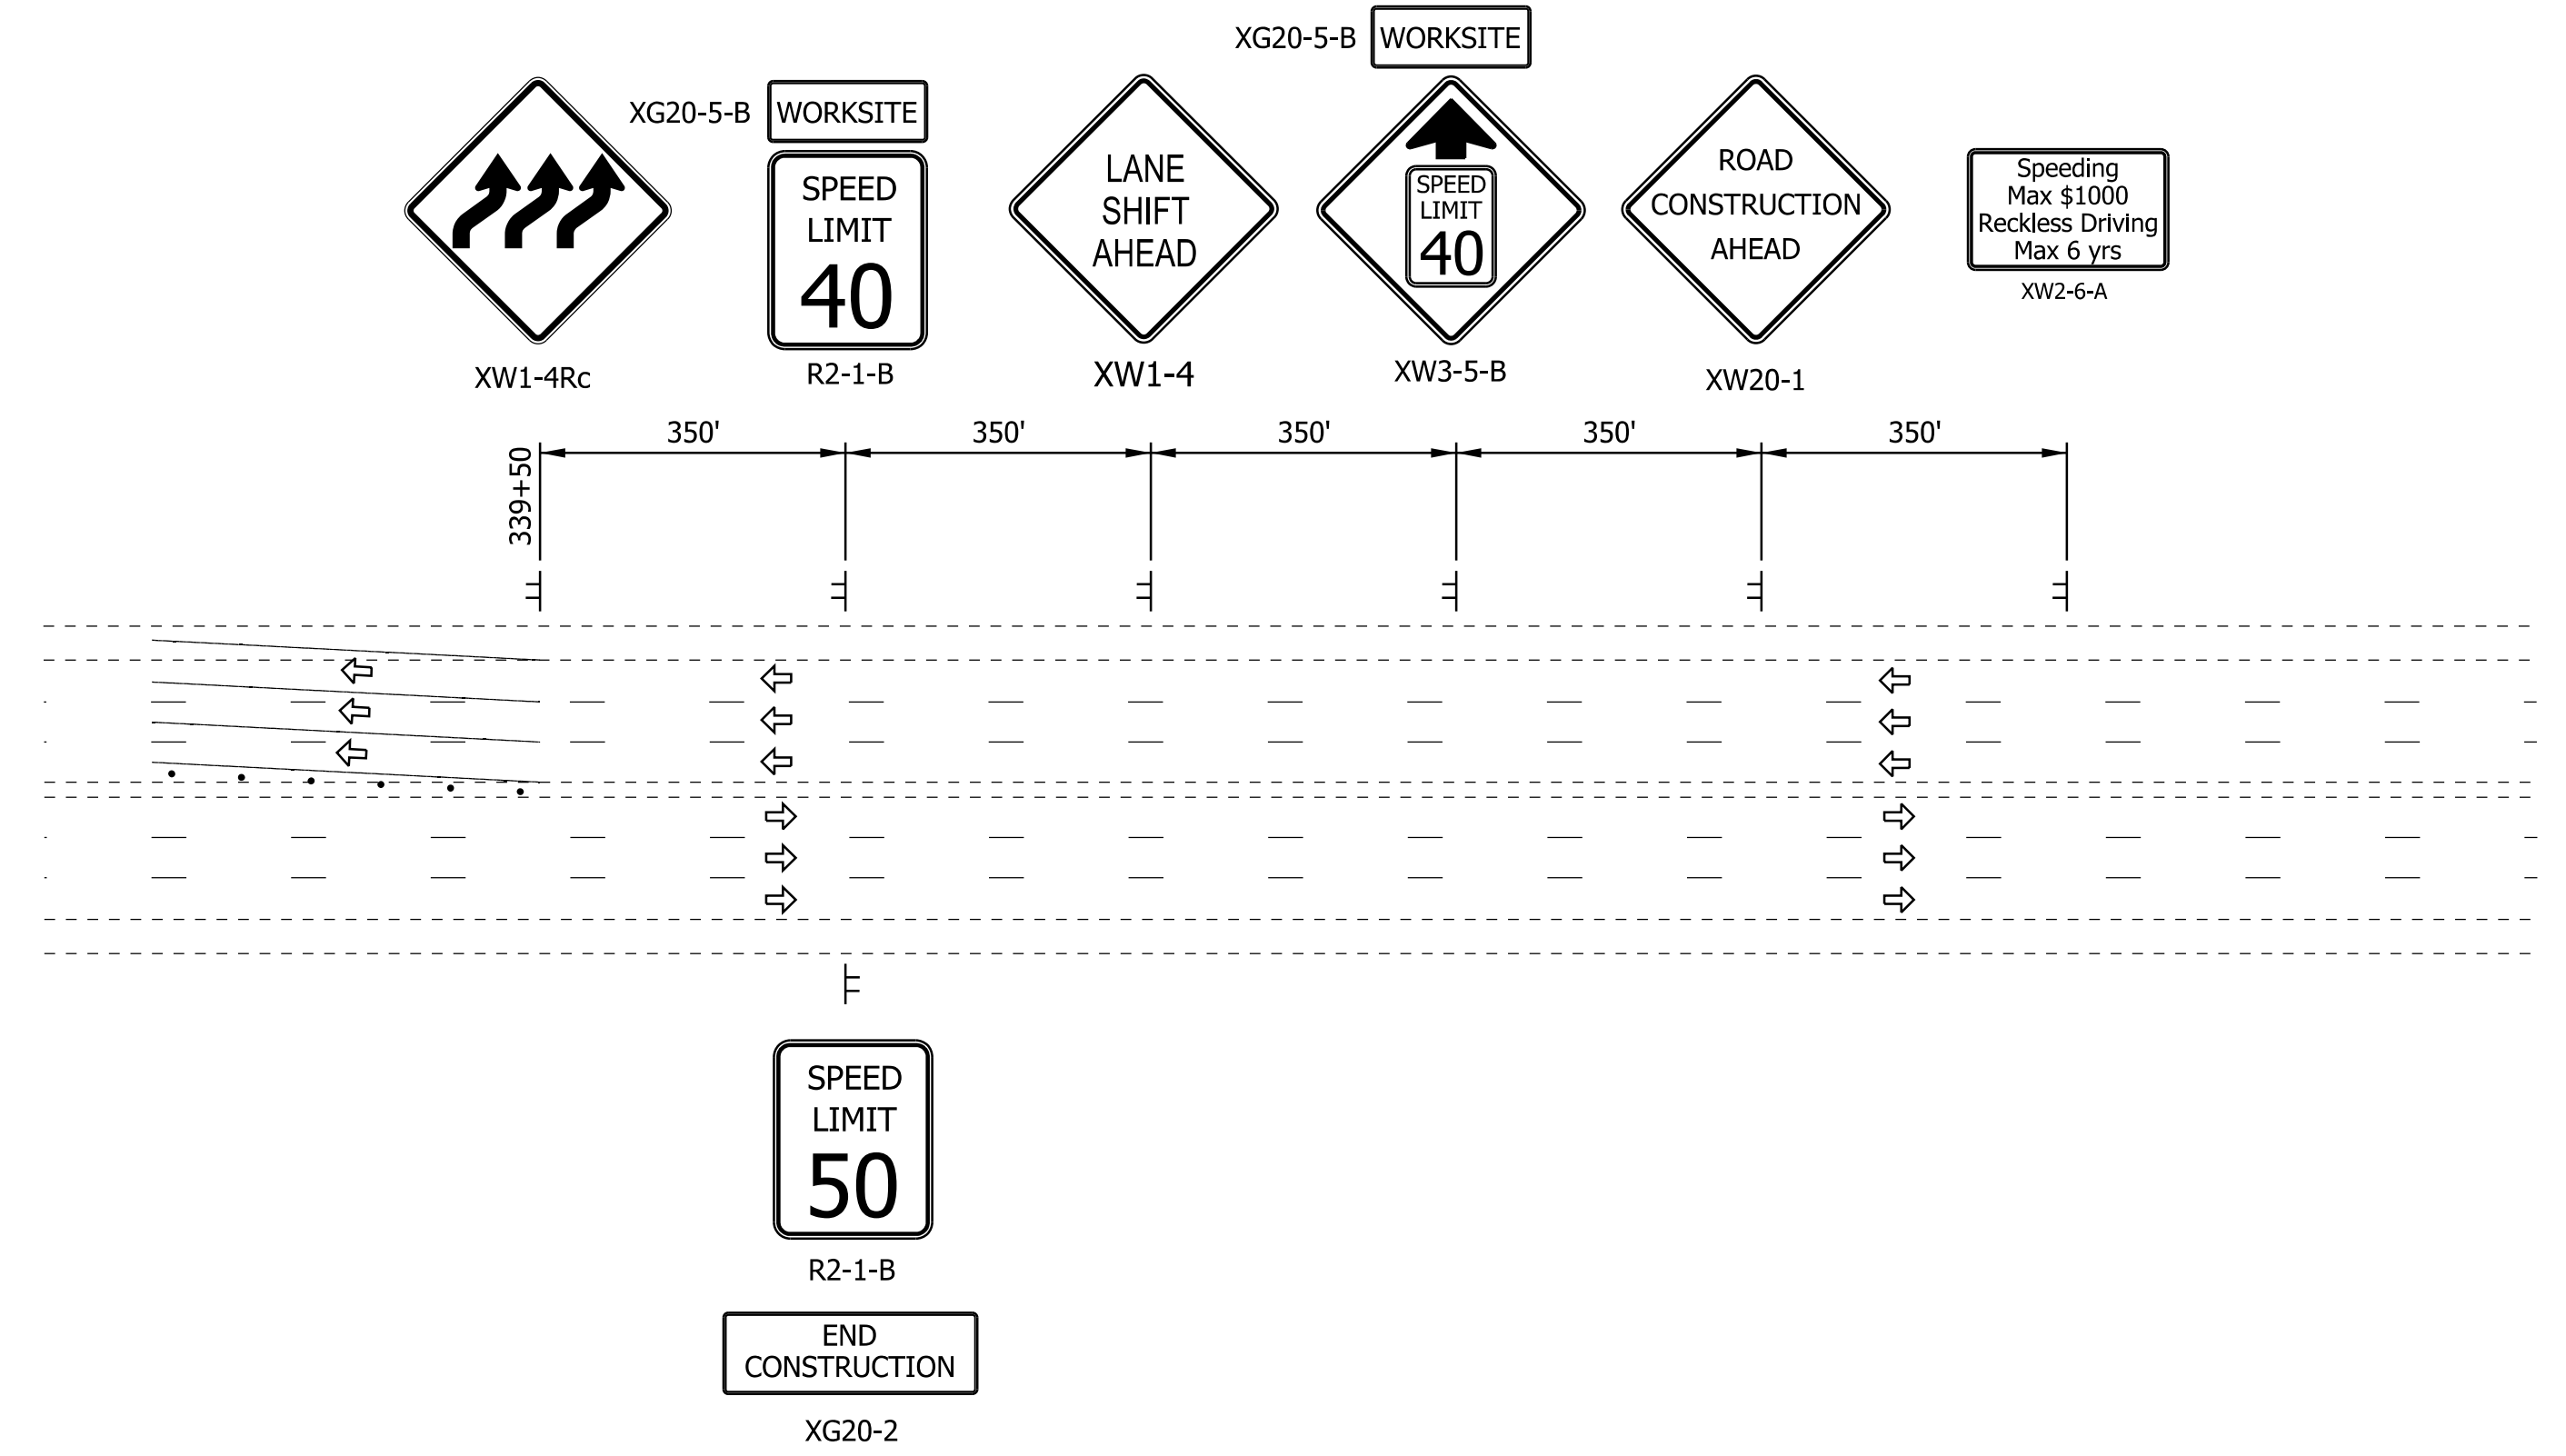 XG20-5-B
WORKSITE
XG20-5-B
WORKSITE
SPEED
LIMIT
40
LANE
SHIFT
AHEAD
SPEED
LIMIT
40
ROAD
CONSTRUCTION
AHEAD
Speeding
Max $1000
Reckless Driving
Max 6 yrs
XW1-4Rc
R2-1-B
XW1-4
XW3-5-B
XW20-1
XW2-6-A
350'
350'
350'
350'
350'
339+50
SPEED
LIMIT
50
R2-1-B
END
CONSTRUCTION
XG20-2